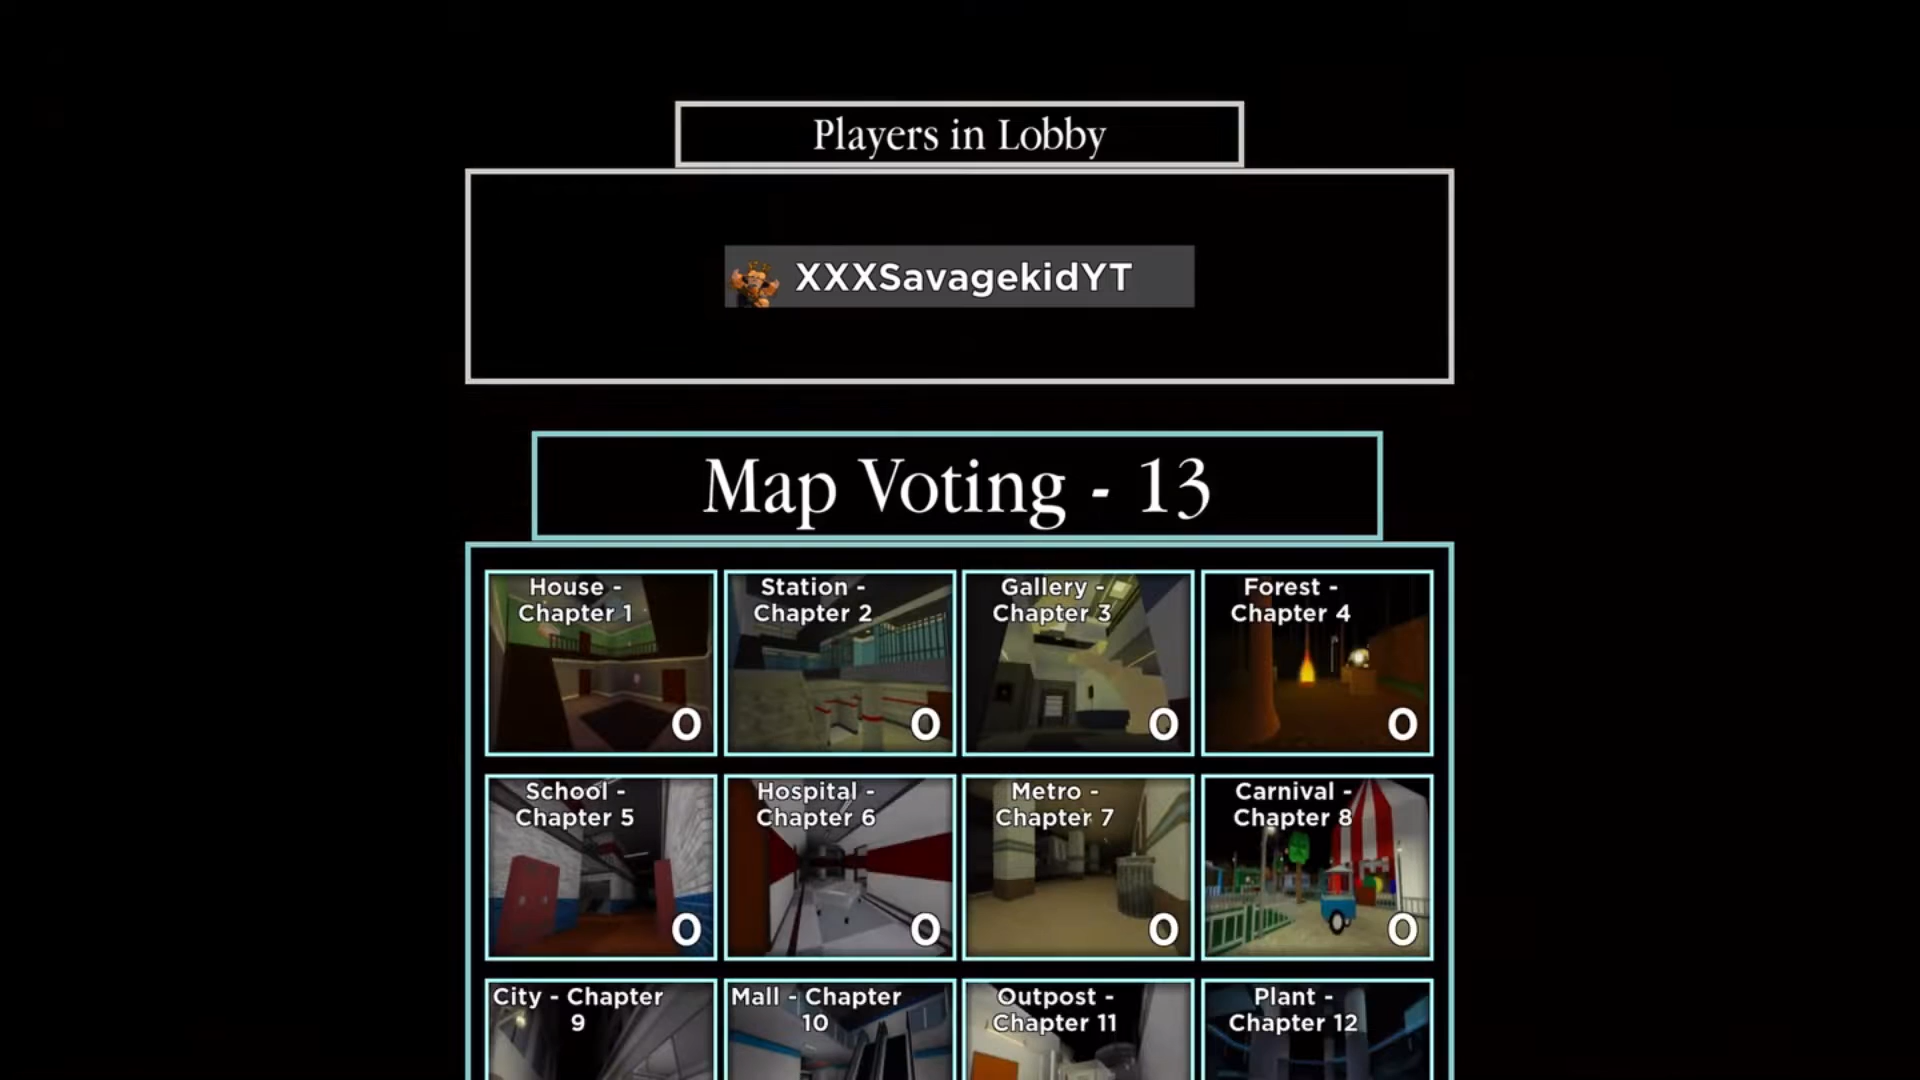 Players in Lobby
XXXSavagekidYT
Map Voting - 13
House -
Chapter 1
0
Station -
Chapter 2
0
Gallery -
Chapter 3
0
Forest -
Chapter 4
0
School -
Chapter 5
0
Hospital -
Chapter 6
0
Metro -
Chapter 7
0
Carnival -
Chapter 8
0
City - Chapter
9
Mall - Chapter
10
Outpost -
Chapter 11
Plant -
Chapter 12